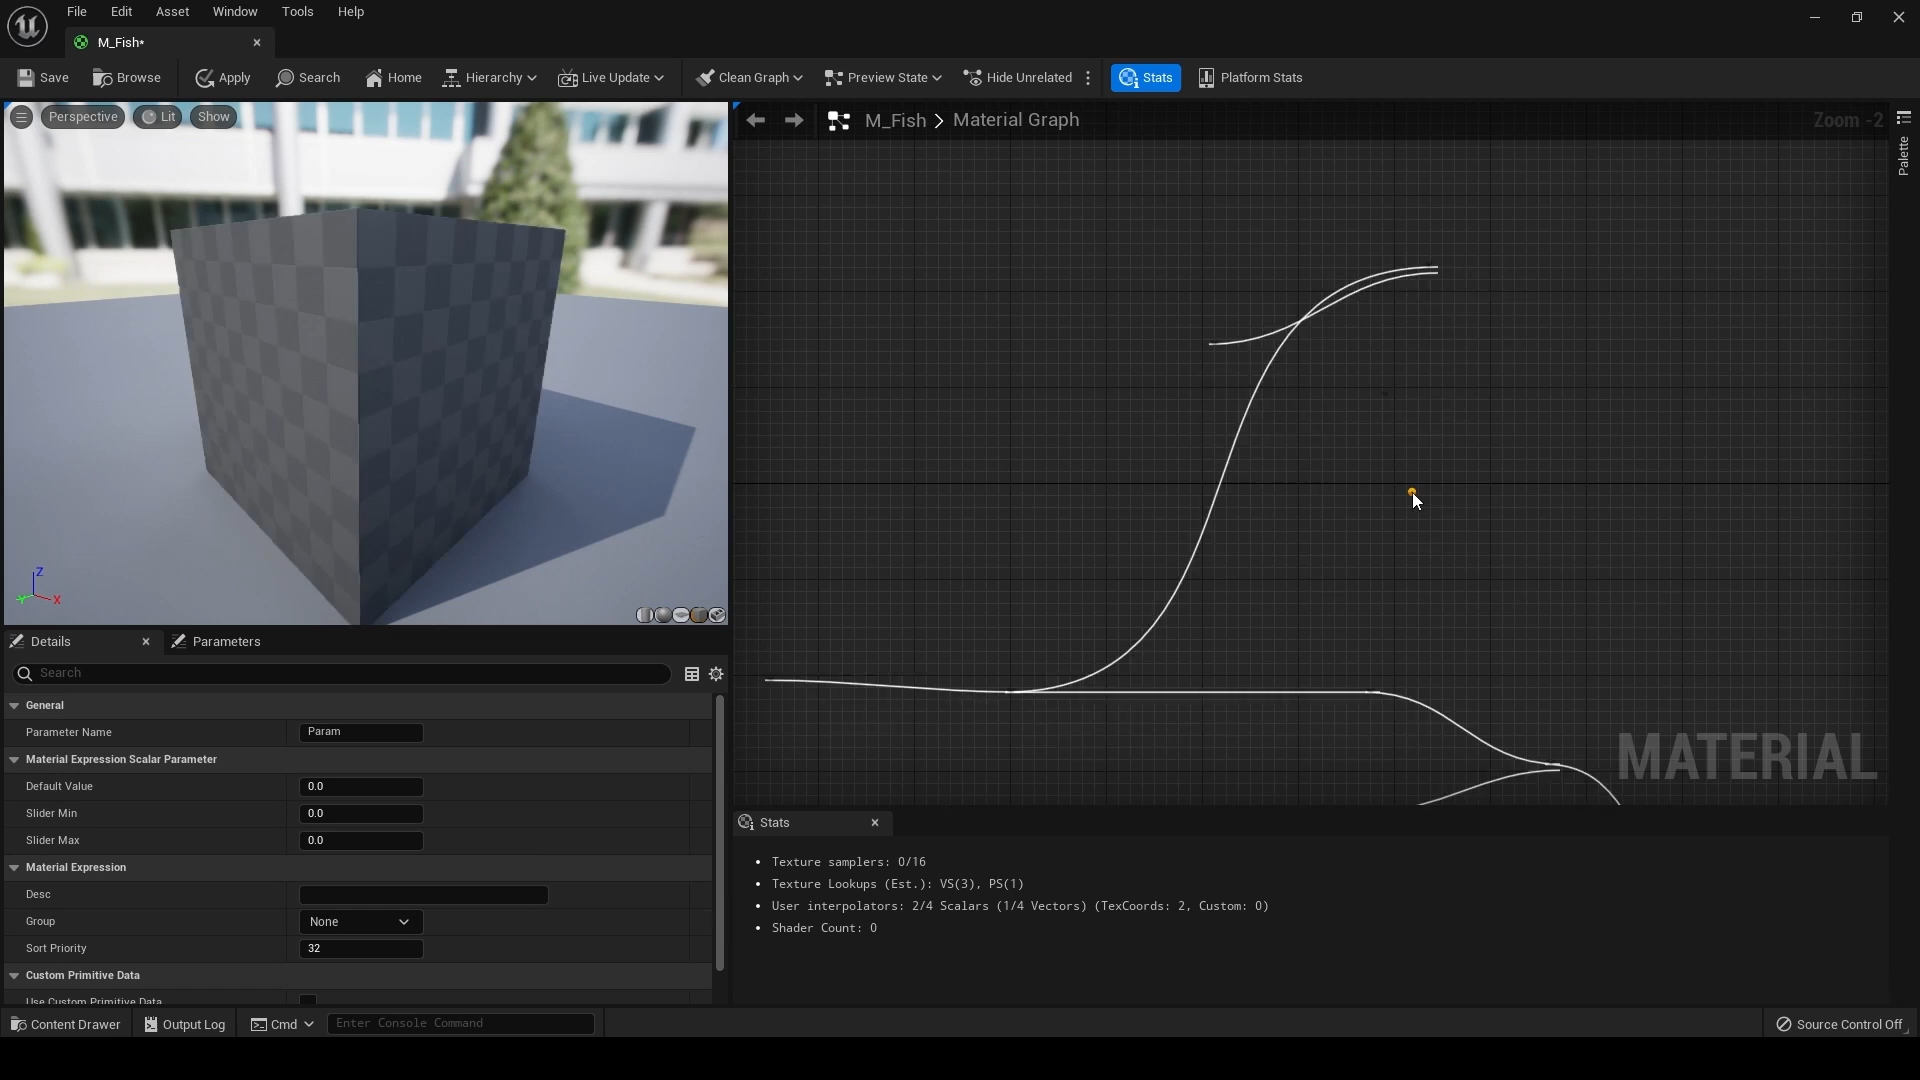 File Edit Asset Window Tools Help
M_Fish*
Save Browse Apply Search Home Hierarchy Live Update Clean Graph Preview State Hide Unrelated Stats Platform Stats
Perspective Lit Show
M_Fish > Material Graph
Zoom -2
Palette
Z
Y
X
MATERIAL
Details Parameters
Search
General
Parameter Name Param
Material Expression Scalar Parameter
Default Value 0.0
Slider Min 0.0
Slider Max 0.0
Material Expression
Desc
Group None
Sort Priority 32
Custom Primitive Data
Use Custom Primitive Data
Stats
Texture samplers: 0/16
Texture Lookups (Est.): VS(3), PS(1)
User interpolators: 2/4 Scalars (1/4 Vectors) (TexCoords: 2, Custom: 0)
Shader Count: 0
Content Drawer Output Log Cmd Enter Console Command Source Control Off